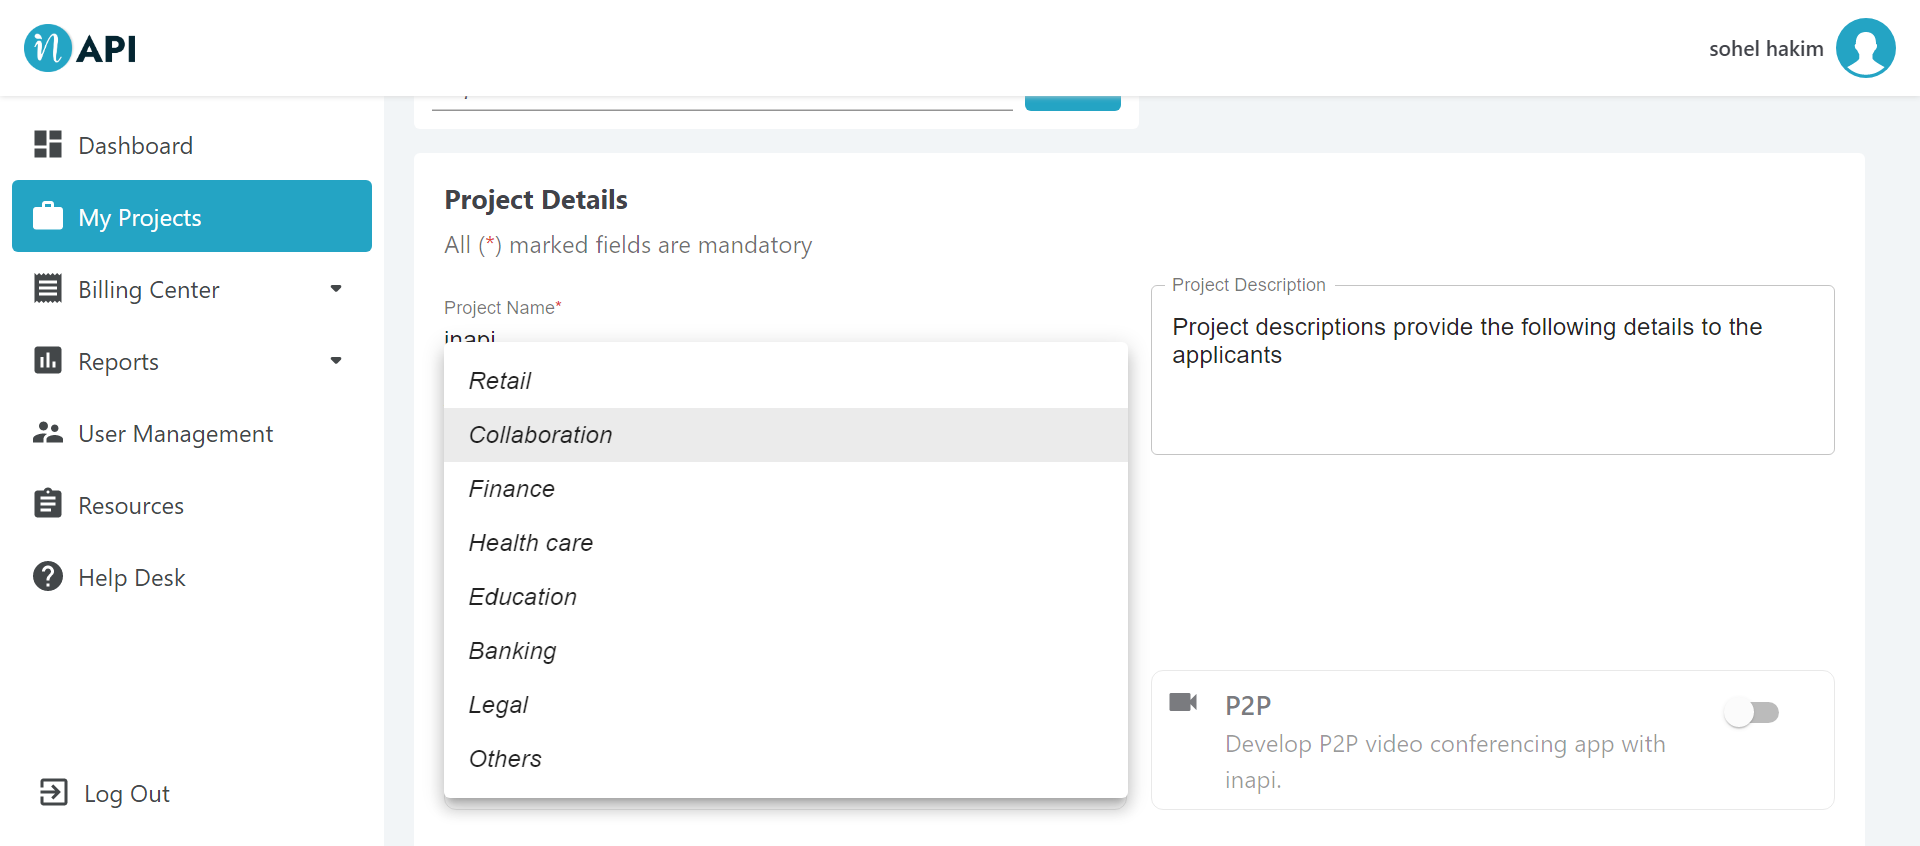 inAPI
sohel hakim
Dashboard
My Projects
Billing Center
Reports
User Management
Resources
Help Desk
Log Out
Project Details
All (*) marked fields are mandatory
Project Name*
inapi
Retail
Collaboration
Finance
Health care
Education
Banking
Legal
Others
Project Description
Project descriptions provide the following details to the
applicants
P2P
Develop P2P video conferencing app with
inapi.